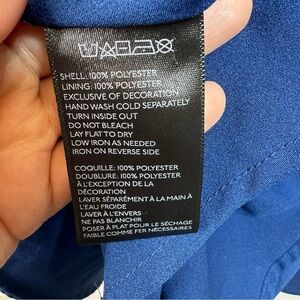 SHELL: 100% POLYESTER
LINING: 100% POLYESTER
EXCLUSIVE OF DECORATION
HAND WASH COLD SEPARATELY
TURN INSIDE OUT
DO NOT BLEACH
LAY FLAT TO DRY
LOW IRON AS NEEDED
IRON ON REVERSE SIDE
COQUILLE: 100% POLYESTER
DOUBLURE: 100% POLYESTER
À L'EXCEPTION DE LA
DÉCORATION
LAVER SÉPARÉMENT À LA MAIN À
L'EAU FROIDE
LAVER À L'ENVERS
NE PAS BLANCHIR
POSER À PLAT POUR LE SÉCHAGE
FAIBLE COMME FER NÉCESSAIRES